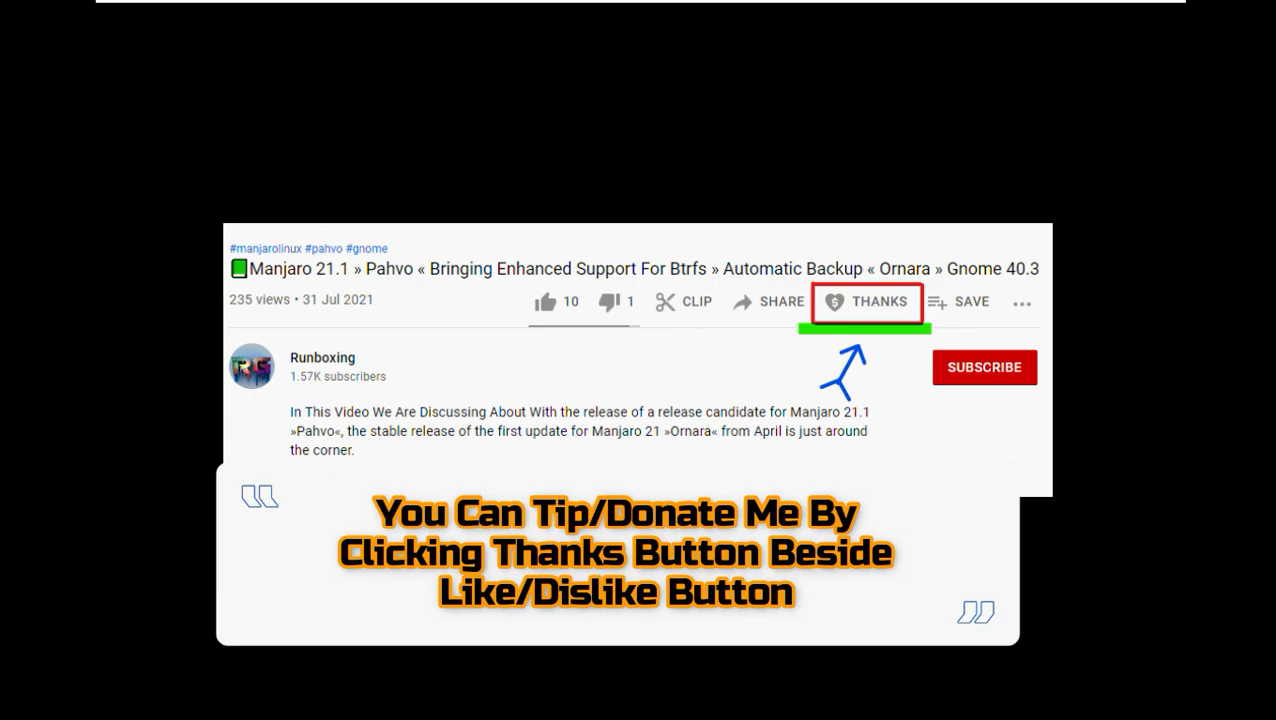 #manjarolinux #pahvo #gnome
Manjaro 21.1 » Pahvo « Bringing Enhanced Support For Btrfs » Automatic Backup « Ornara » Gnome 40.3
235 views • 31 Jul 2021
10
1
CLIP
SHARE
THANKS
SAVE
RG
Runboxing
1.57K subscribers
SUBSCRIBE
In This Video We Are Discussing About With the release of a release candidate for Manjaro 21.1
»Pahvo«, the stable release of the first update for Manjaro 21 »Ornara« from April is just around
the corner.
You Can Tip/Donate Me By
Clicking Thanks Button Beside
Like/Dislike Button